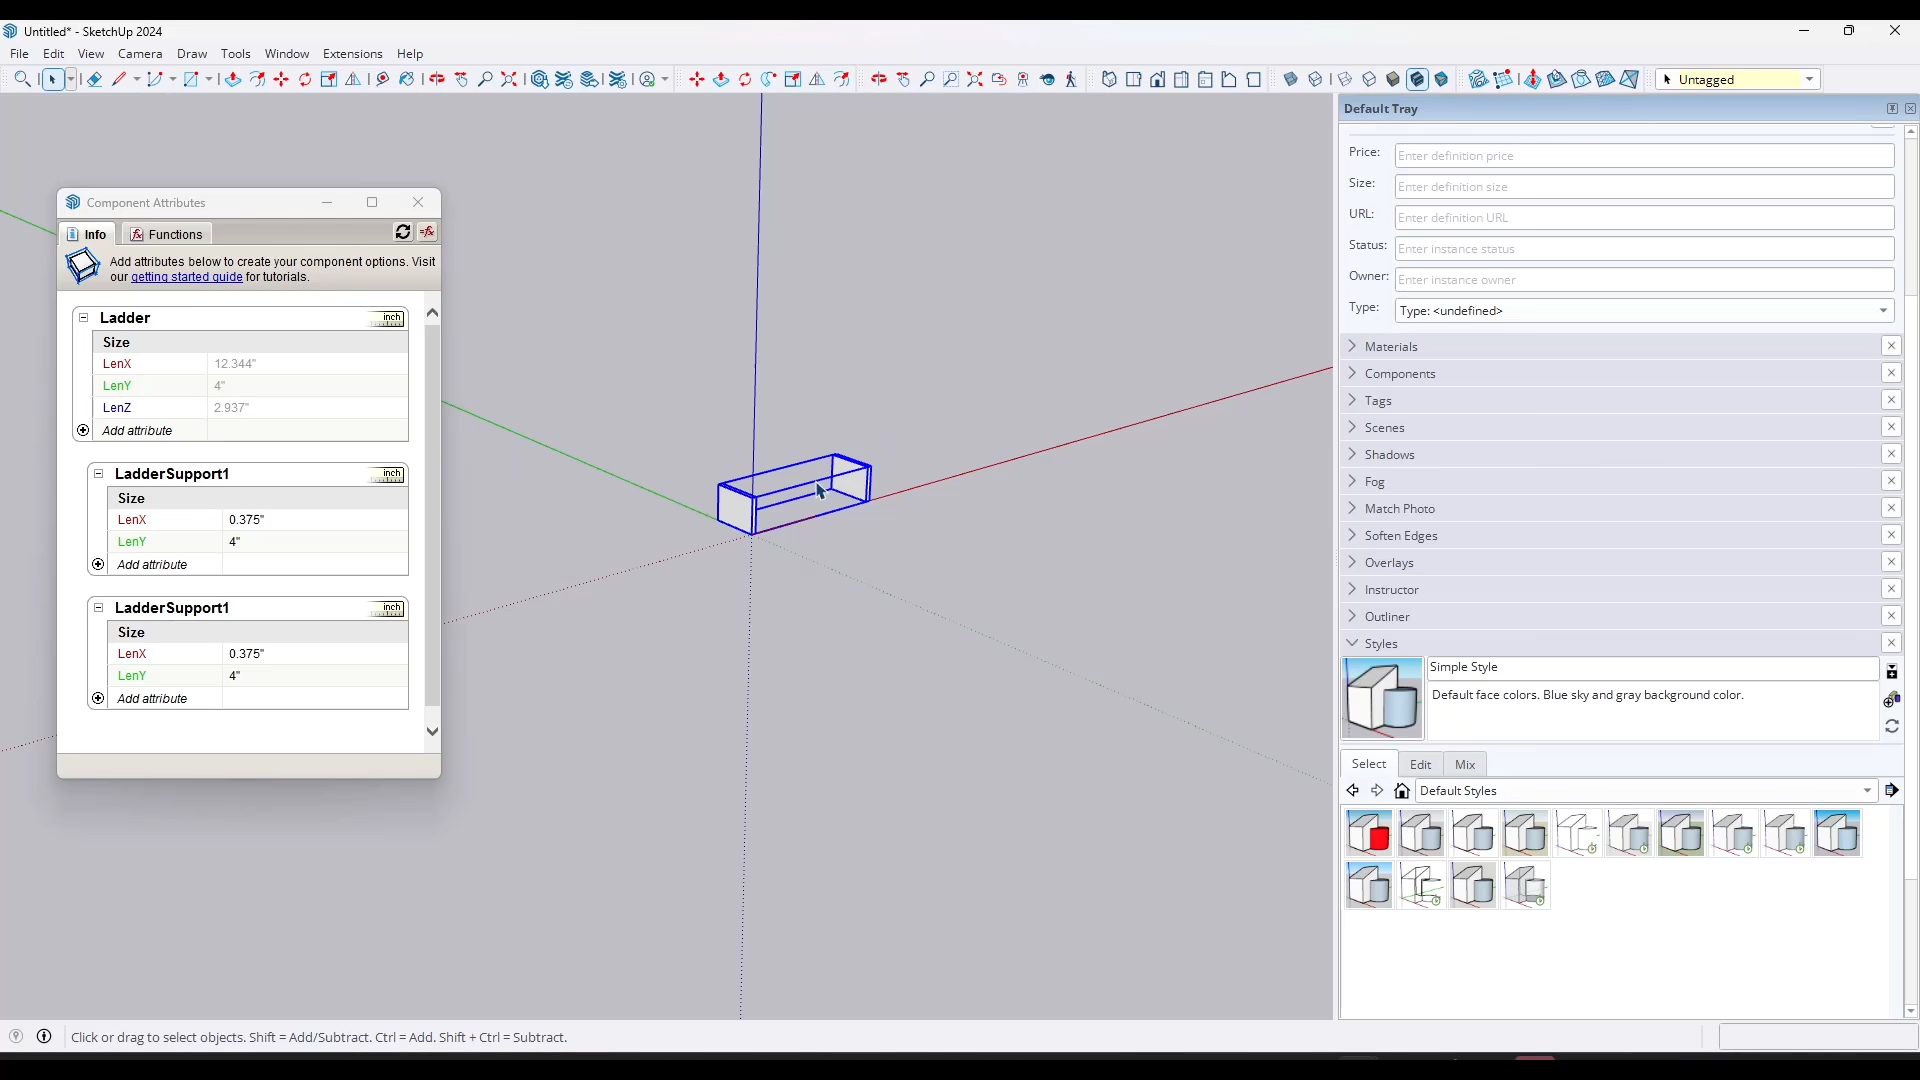 Untitled* - SketchUp 2024
File Edit View Camera Draw Tools Window Extensions Help
Untagged
Default Tray
Price: Enter definition price
Size: Enter definition size
URL: Enter definition URL
Status: Enter instance status
Owner: Enter instance owner
Type: Type: <undefined>
Materials
Components
Tags
Scenes
Shadows
Fog
Match Photo
Soften Edges
Overlays
Instructor
Outliner
Styles
Simple Style
Default face colors. Blue sky and gray background color.
Select Edit Mix
Default Styles
Component Attributes
Info Functions =fx
Add attributes below to create your component options. Visit
our getting started guide for tutorials.
Ladder inch
Size
LenX 12.344"
LenY 4"
LenZ 2.937"
Add attribute
LadderSupport1 inch
Size
LenX 0.375"
LenY 4"
Add attribute
LadderSupport1 inch
Size
LenX 0.375"
LenY 4"
Add attribute
Click or drag to select objects. Shift = Add/Subtract. Ctrl = Add. Shift + Ctrl = Subtract.